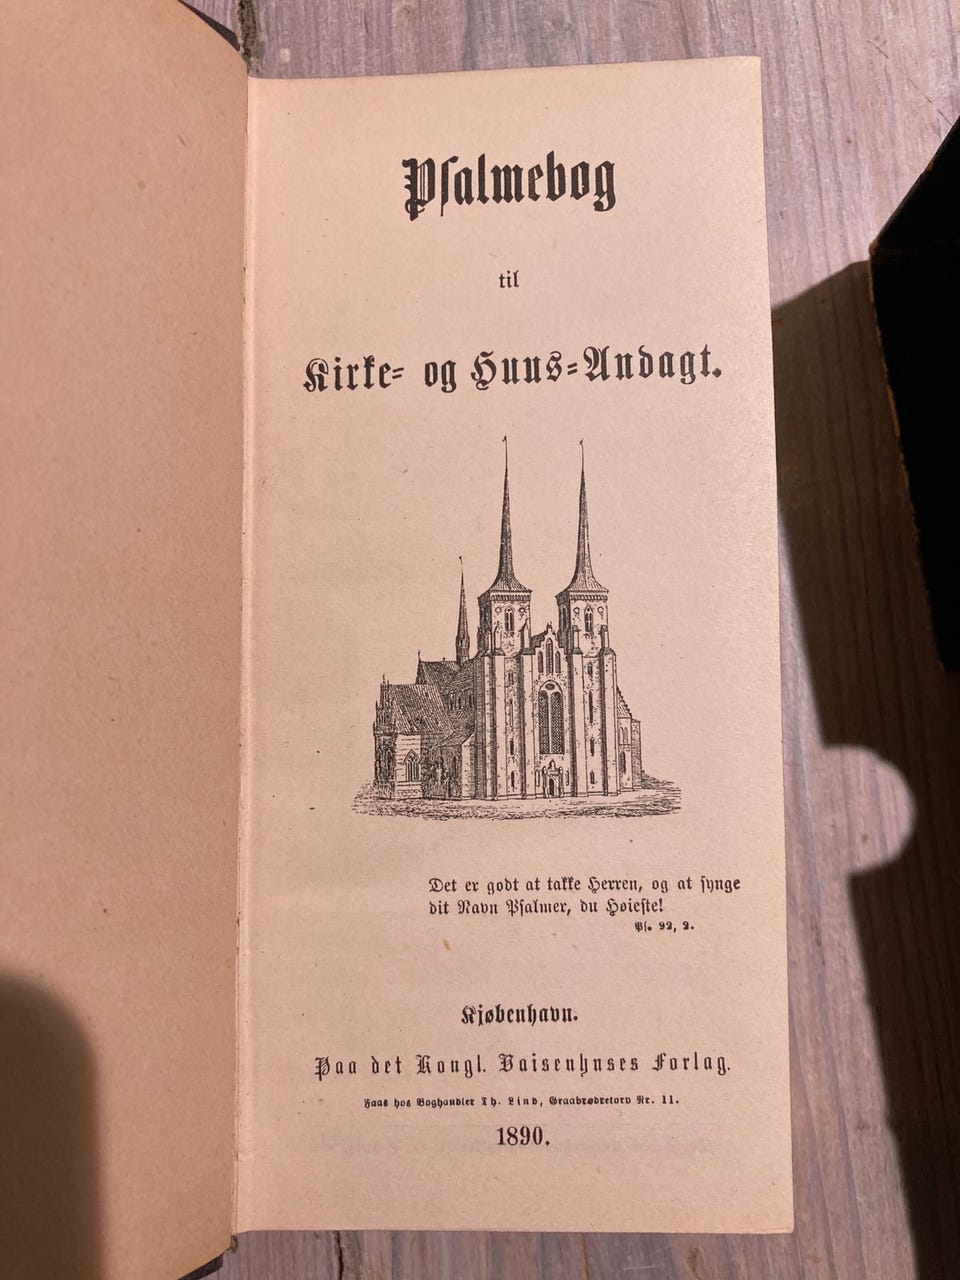 Psalmebog
til
Kirke- og Huus-Andagt.
Det er godt at takke Herren, og at synge
dit Navn Psalmer, du Høieste!
Ps. 92, 2.
Kjøbenhavn.
Paa det Kongl. Vaisenhuses Forlag.
Faaes hos Boghandler Th. Lind, Graabrødretorv Nr. 11.
1890.